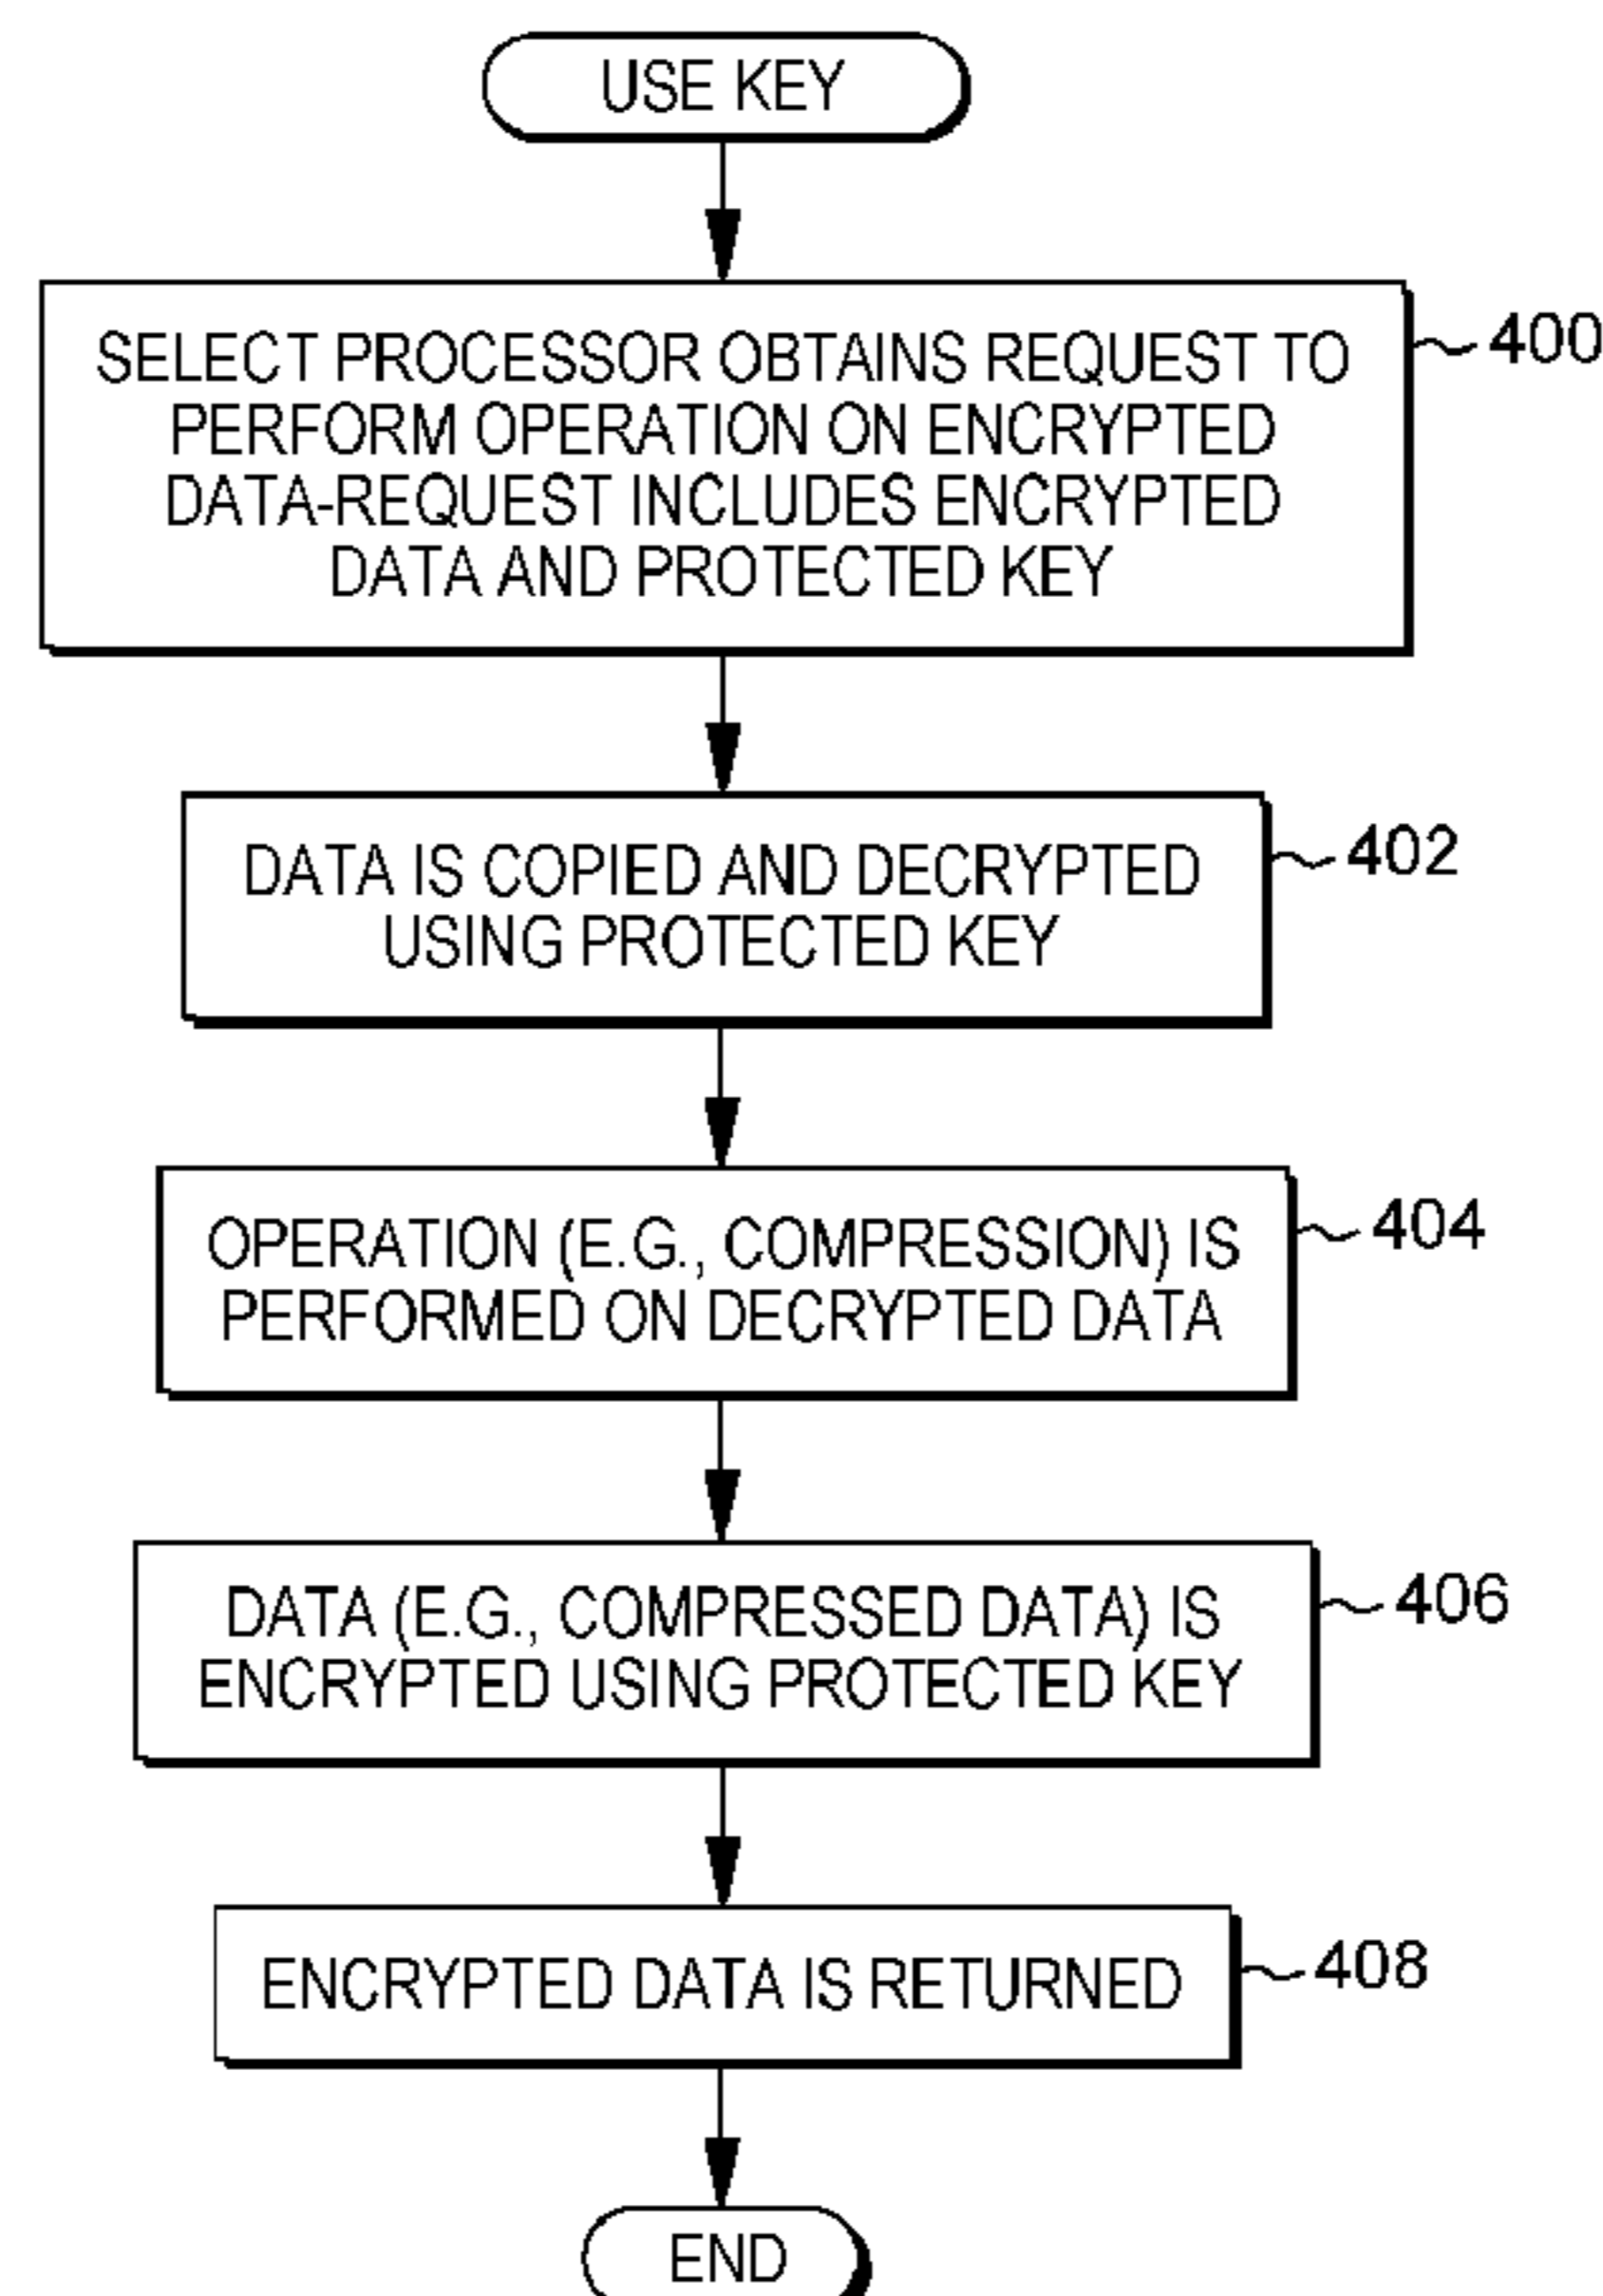 USE KEY
SELECT PROCESSOR OBTAINS REQUEST TO
PERFORM OPERATION ON ENCRYPTED
DATA-REQUEST INCLUDES ENCRYPTED
DATA AND PROTECTED KEY
400
DATA IS COPIED AND DECRYPTED
USING PROTECTED KEY
402
OPERATION (E.G., COMPRESSION) IS
PERFORMED ON DECRYPTED DATA
404
DATA (E.G., COMPRESSED DATA) IS
ENCRYPTED USING PROTECTED KEY
406
ENCRYPTED DATA IS RETURNED
408
END